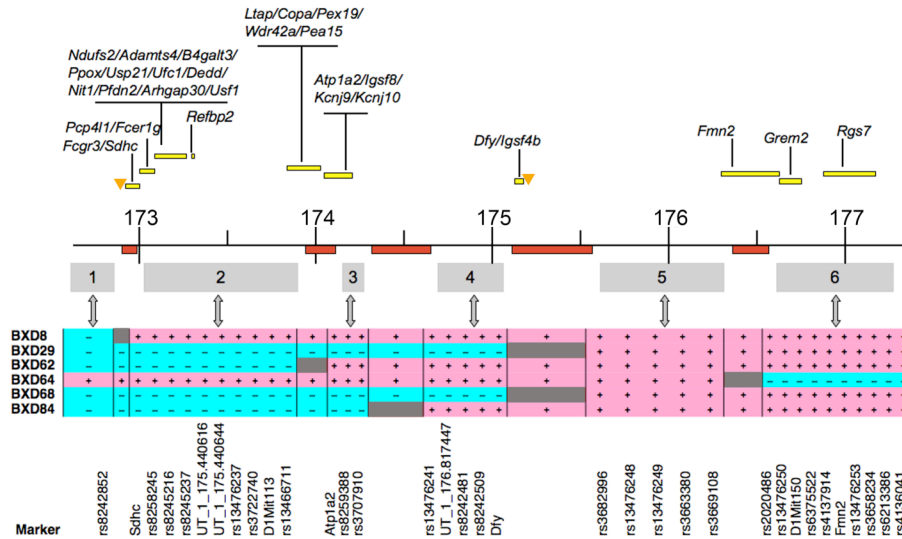 Ltap/Copa/Pex19/
Wdr42a/Pea15
Ndufs2/Adamts4/B4galt3/
Ppox/Usp21/Ufc1/Dedd/
Nit1/Pfdn2/Arhgap30/Usf1
Atp1a2/Igsf8/
Kcnj9/Kcnj10
Refbp2
Pcp4l1/Fcer1g
Fcgr3/Sdhc
Dfy/Igsf4b
Fmn2
Grem2
Rgs7
173 174 175 176 177
1 2 3 4 5 6
BXD8 – + + + + + + + + + + + + + + + + + + + + + + + + + + + + + + + + + + + +
BXD29 – – – – – – – – – – – – – – – – – – – – – – + + + + + + + + + + + + + + +
BXD62 – – – – – – – – – – – – + + + + + + + + + + + + + + + + + + + + + + + + +
BXD64 + + + + + + + + + + + + + + + + + + + + + + + + + + + + – – – – – – – – –
BXD68 – – – – – – – – – – – – – – – – – – – – – – + + + + + + + + + + + + + + +
BXD84 – – – – – – – – – – – – – – – – + + + + + + + + + + + + + + + + + + + + +
Marker
rs8242852
Sdhc
rs8258245
rs8245216
rs8245237
UT_1_175.440616
UT_1_175.440644
rs13476237
rs3722740
D1Mit113
rs13466711
Atp1a2
rs8259388
rs3707910
rs13476241
UT_1_176.817447
rs8242481
rs8242509
Dfy
rs3682996
rs13476248
rs13476249
rs3663380
rs3669108
rs2020486
rs13476250
D1Mit150
rs6375522
rs4137914
Fmn2
rs13476253
rs3658234
rs6213386
rs4136041